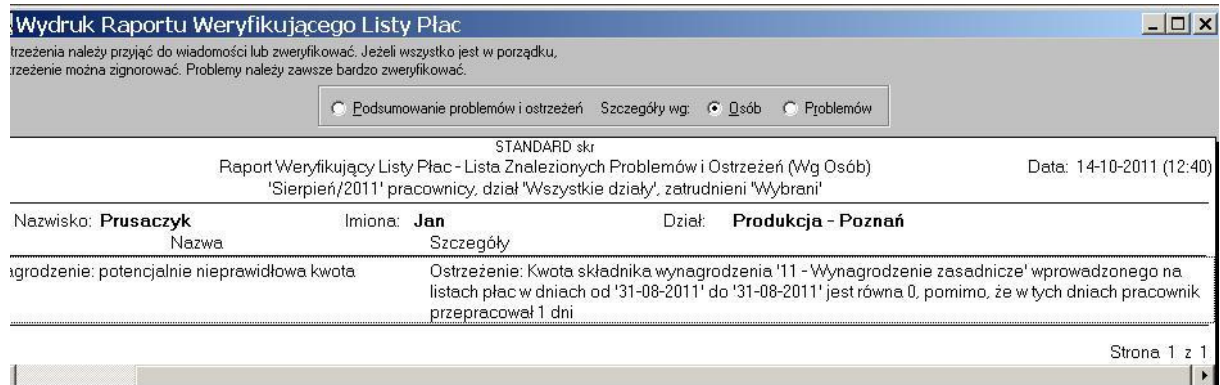 Wydruk Raportu Weryfikującego Listy Płac
trzeżenia należy przyjąć do wiadomości lub zweryfikować. Jeżeli wszystko jest w porządku,
rzeżenie można zignorować. Problemy należy zawsze bardzo zweryfikować.
Podsumowanie problemów i ostrzeżeń Szczegóły wg: Osób Problemów
STANDARD skr
Raport Weryfikujący Listy Płac - Lista Znalezionych Problemów i Ostrzeżeń (Wg Osób) Data: 14-10-2011 (12:40)
'Sierpień/2011' pracownicy, dział 'Wszystkie działy', zatrudnieni 'Wybrani'
Nazwisko: Prusaczyk Imiona: Jan Dział: Produkcja - Poznań
Nazwa Szczegóły
agrodzenie: potencjalnie nieprawidłowa kwota Ostrzeżenie: Kwota składnika wynagrodzenia '11 - Wynagrodzenie zasadnicze' wprowadzonego na
listach płac w dniach od '31-08-2011' do '31-08-2011' jest równa 0, pomimo, że w tych dniach pracownik
przepracował 1 dni
Strona 1 z 1